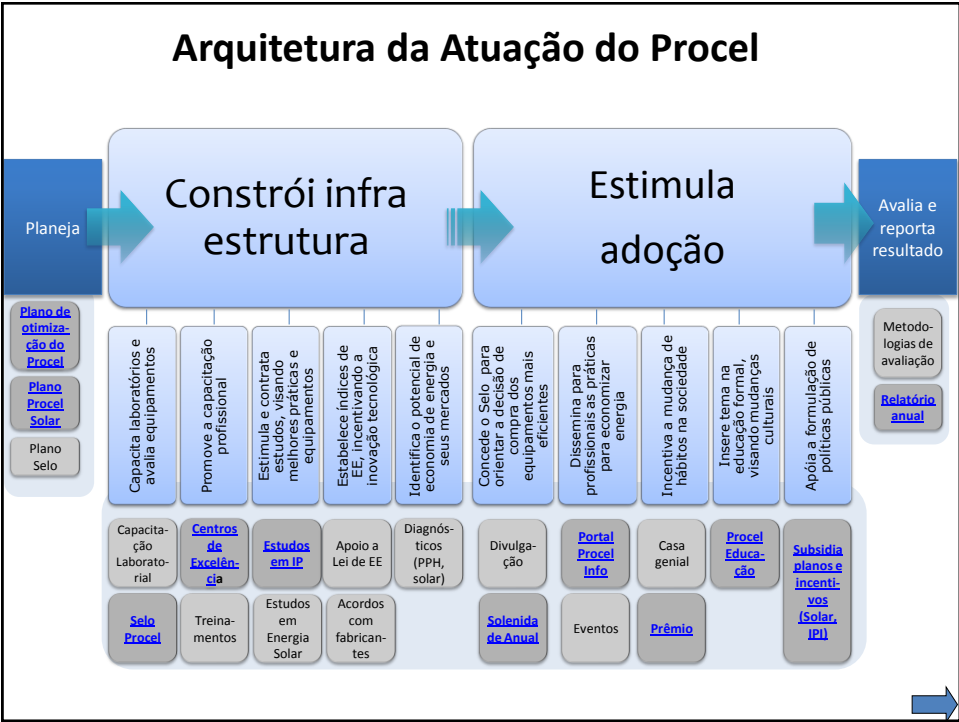 Arquitetura da Atuação do Procel
Planeja
Constrói infra
estrutura
Estimula
adoção
Avalia e
reporta
resultado
Plano de
otimiza-
ção do
Procel
Plano
Procel
Solar
Plano
Selo
Capacita laboratórios e
avalia equipamentos
Promove a capacitação
profissional
Estimula e contrata
estudos, visando
melhores práticas e
equipamentos
Estabelece índices de
EE, incentivando a
inovação tecnológica
Identifica o potencial de
economia de energia e
seus mercados
Concede o Selo para
orientar a decisão de
compra dos
equipamentos mais
eficientes
Dissemina para
profissionais as práticas
para economizar
energia
Incentiva a mudança de
hábitos na sociedade
Insere tema na
educação formal,
visando mudanças
culturais
Apóia a formulação de
políticas públicas
Metodo-
logias de
avaliação
Relatório
anual
Capacita-
ção
Laborato-
rial
Centros
de
Excelên-
cia
Estudos
em IP
Apoio a
Lei de EE
Diagnós-
ticos
(PPH,
solar)
Divulga-
ção
Portal
Procel
Info
Casa
genial
Procel
Educa-
ção
Subsidia
planos e
incenti-
vos
(Solar,
IPI)
Selo
Procel
Treina-
mentos
Estudos
em
Energia
Solar
Acordos
com
fabrican-
tes
Solenida
de Anual
Eventos
Prêmio